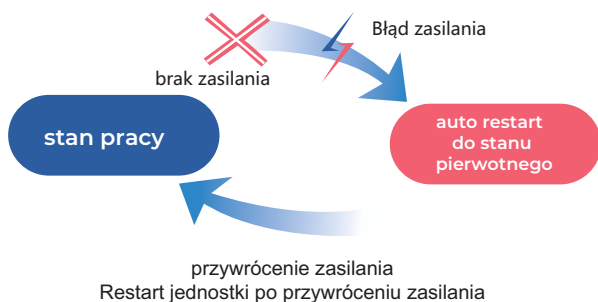 Błąd zasilania
brak zasilania
stan pracy
auto restart
do stanu
pierwotnego
przywrócenie zasilania
Restart jednostki po przywróceniu zasilania